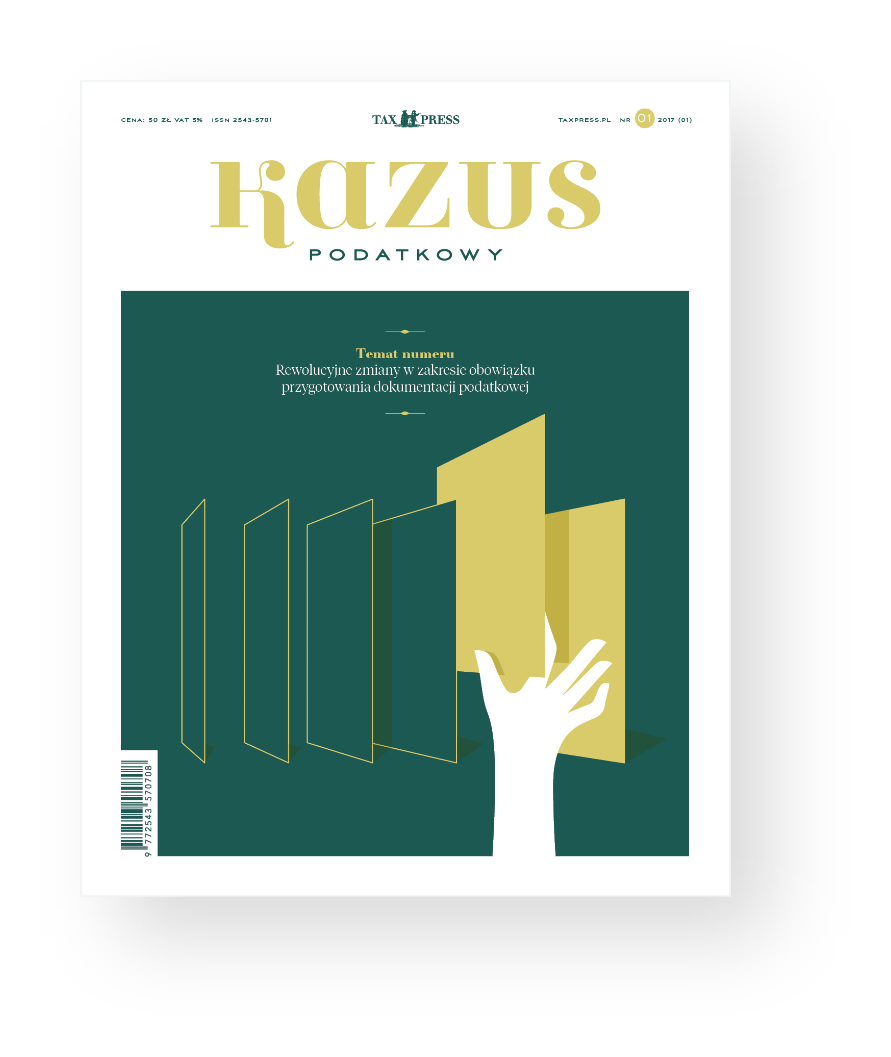 CENA: 50 ZŁ VAT 5% ISSN 2543-5701
TAX PRESS
TAXPRESS.PL NR 01 2017 (01)
Kazus
PODATKOWY
Temat numeru
Rewolucyjne zmiany w zakresie obowiązku
przygotowania dokumentacji podatkowej
9 772543 570708